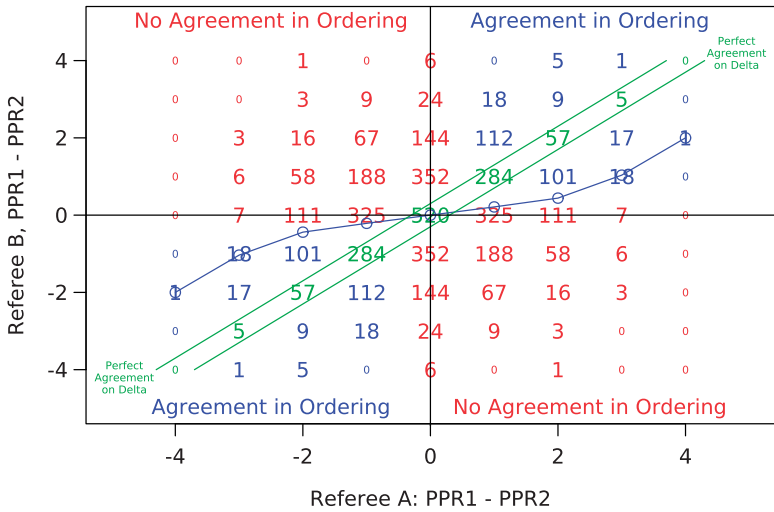 No Agreement in Ordering Agreement in Ordering
Perfect
Agreement
on Delta
4 0 0 1 0 6 0 5 1 0
0 0 3 9 24 18 9 5 0
2 0 3 16 67 144 112 57 17 1
0 6 58 188 352 284 101 18 0
0 0 7 111 325 520 325 111 7 0
0 18 101 284 352 188 58 6 0
-2 1 17 57 112 144 67 16 3 0
0 5 9 18 24 9 3 0 0
-4 0 1 5 0 6 0 1 0 0
Perfect
Agreement
on Delta
Agreement in Ordering No Agreement in Ordering
-4 -2 0 2 4
Referee A: PPR1 - PPR2
Referee B, PPR1 - PPR2